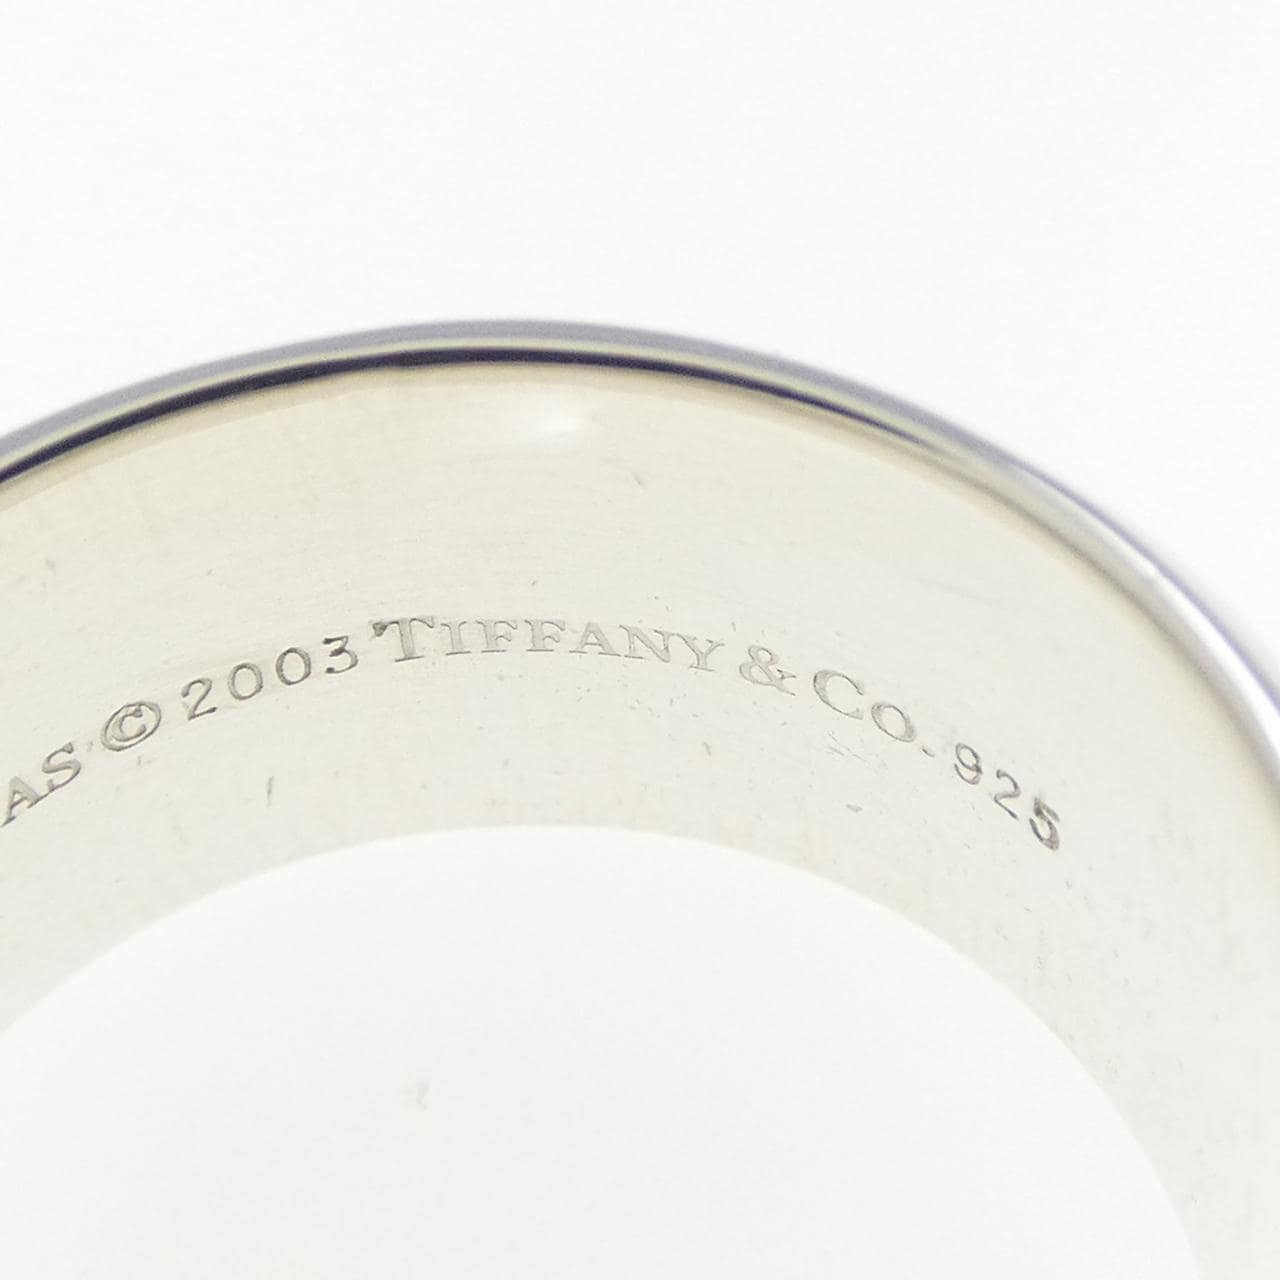 AS © 2003 TIFFANY & CO. 925